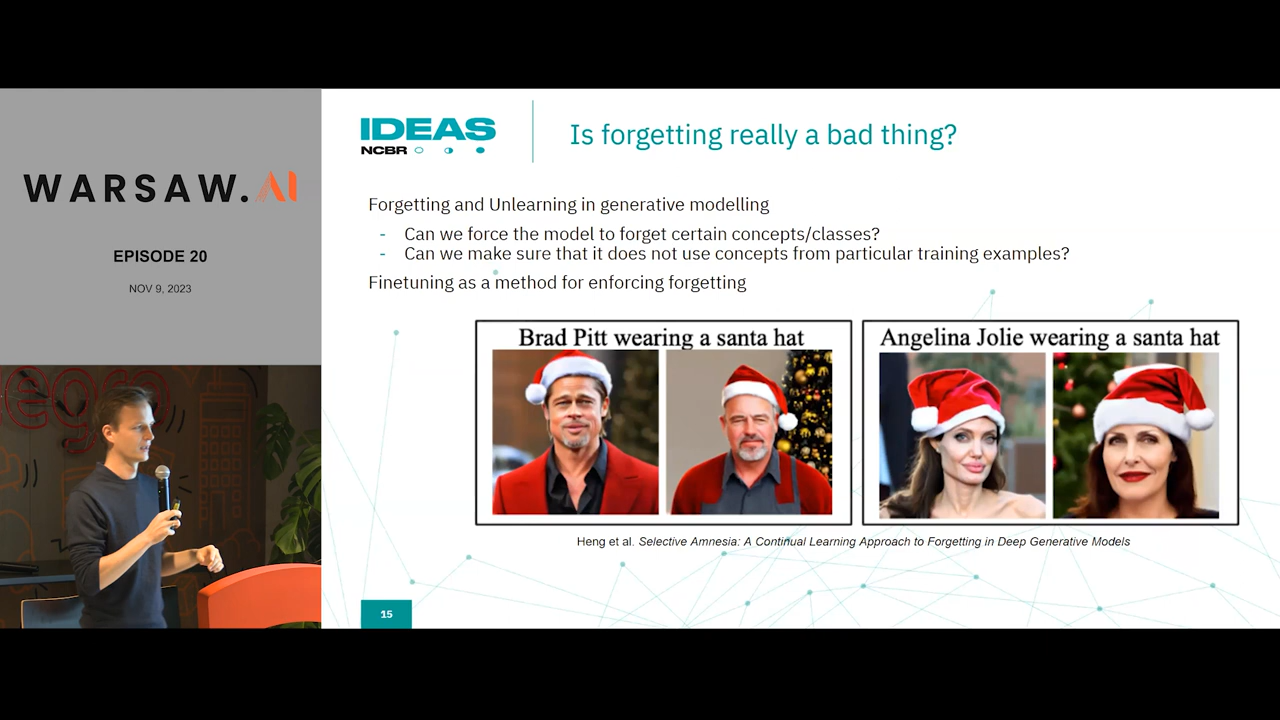 WARSAW.AI
EPISODE 20
NOV 9, 2023
IDEAS
NCBR
Is forgetting really a bad thing?
Forgetting and Unlearning in generative modelling
- Can we force the model to forget certain concepts/classes?
- Can we make sure that it does not use concepts from particular training examples?
Finetuning as a method for enforcing forgetting
Brad Pitt wearing a santa hat
Angelina Jolie wearing a santa hat
Heng et al. Selective Amnesia: A Continual Learning Approach to Forgetting in Deep Generative Models
15